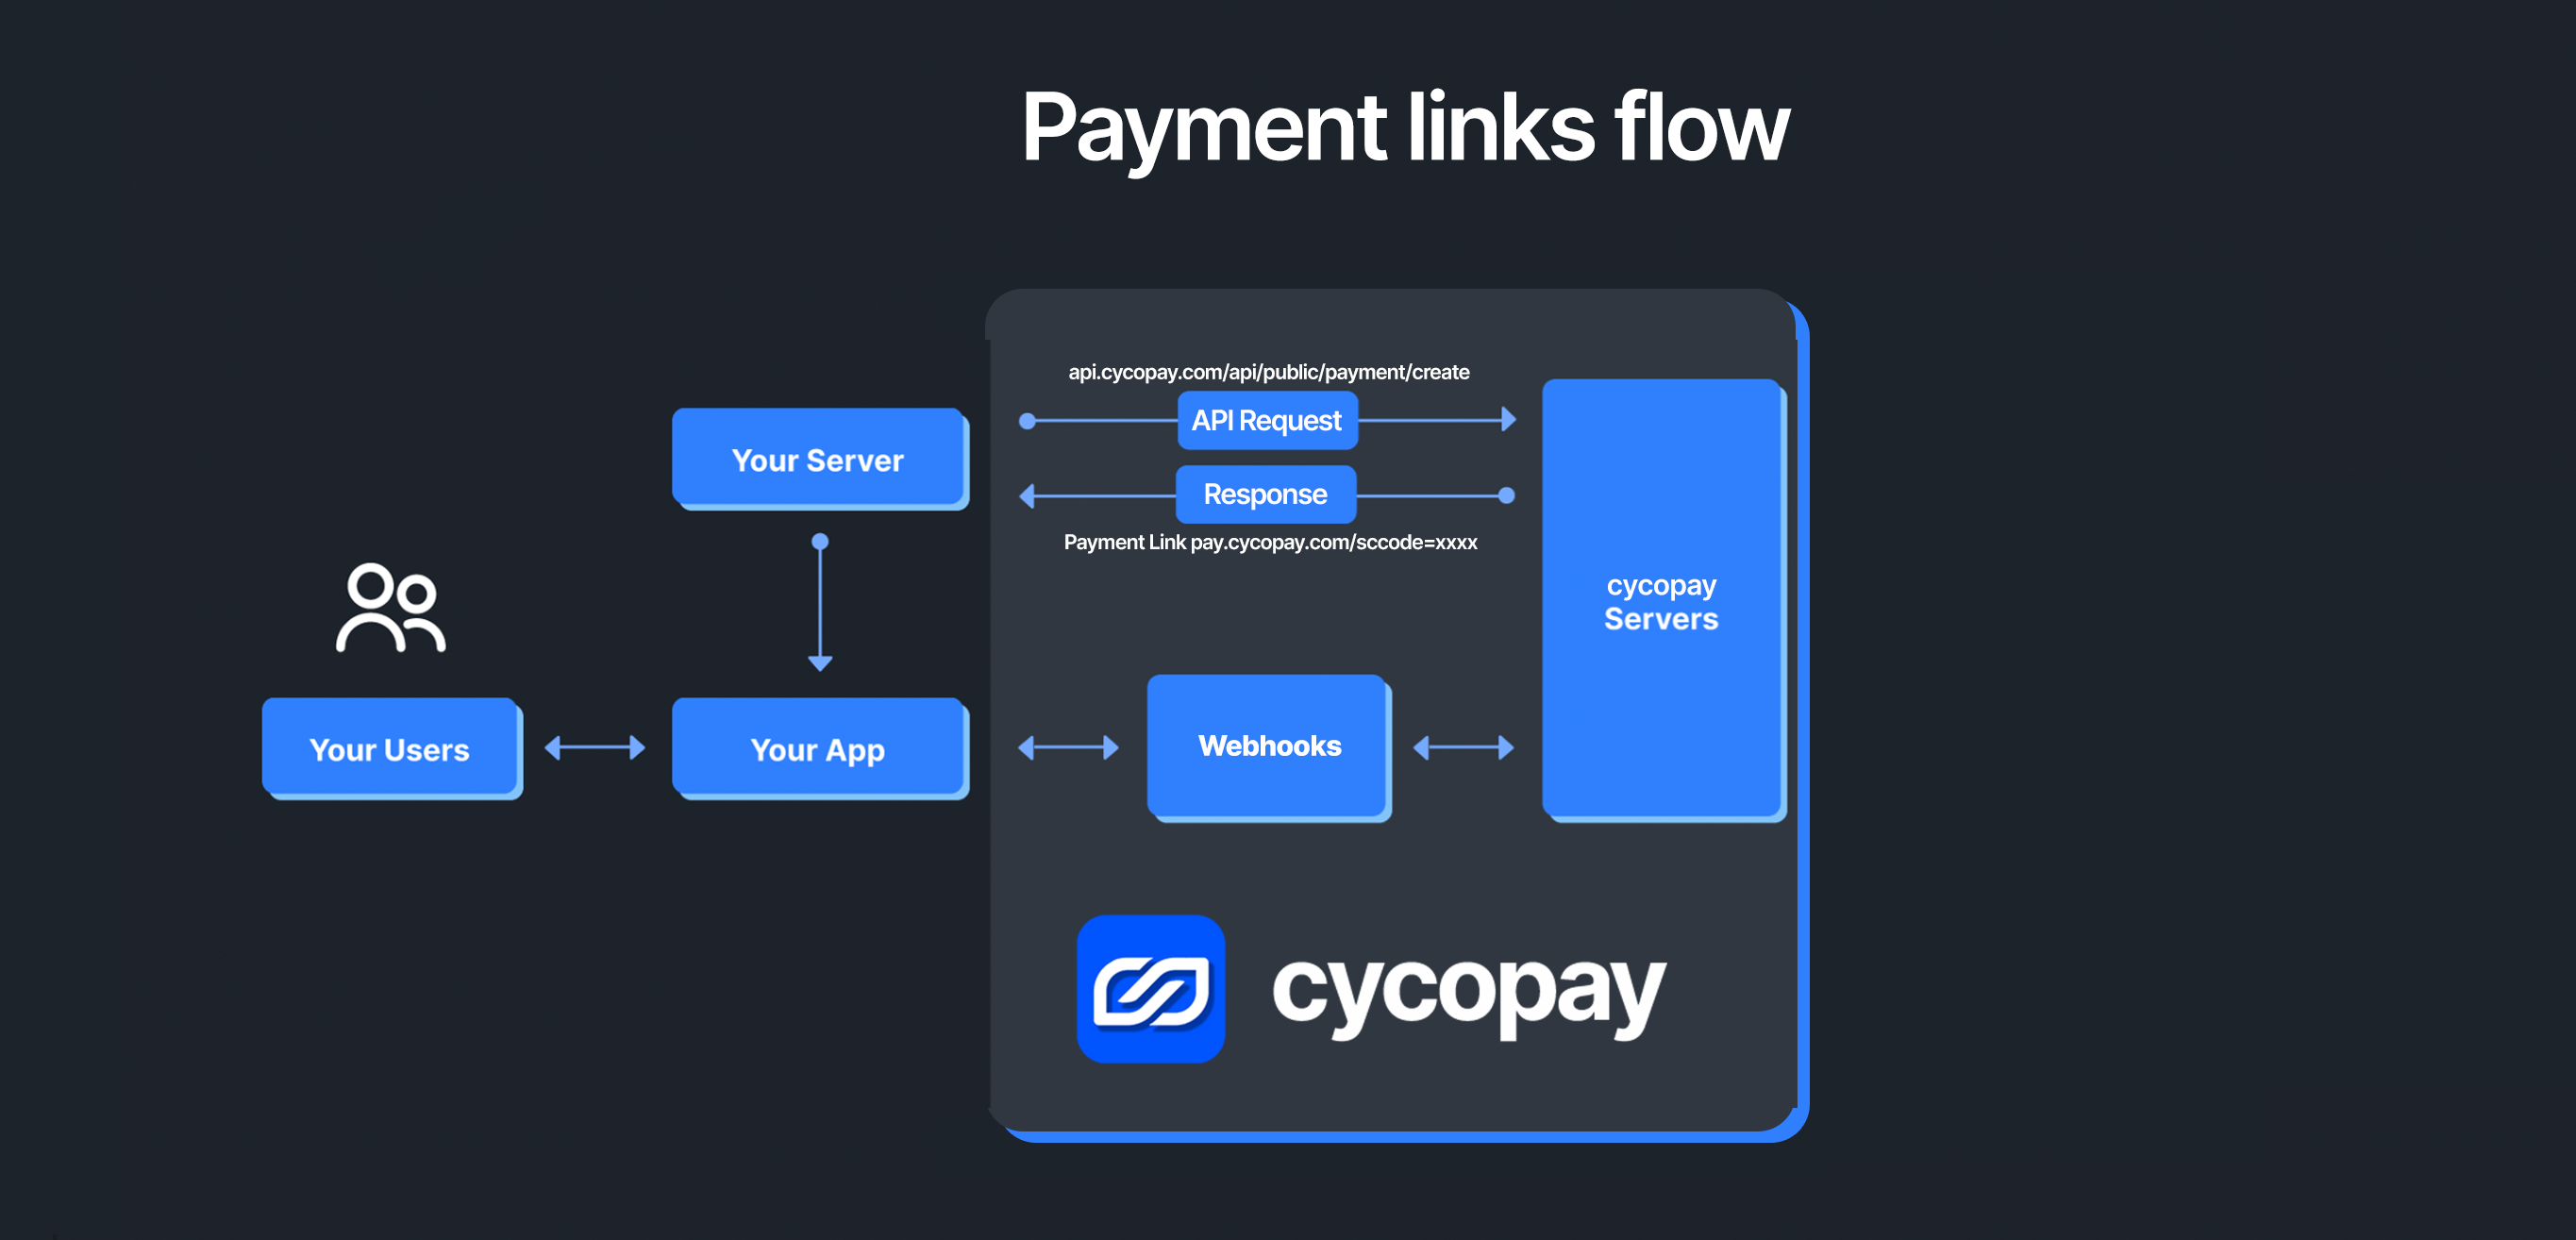 Payment links flow
api.cycopay.com/api/public/payment/create
API Request
Your Server
Response
Payment Link pay.cycopay.com/sccode=xxxx
cycopay
Servers
Your Users
Your App
Webhooks
cycopay